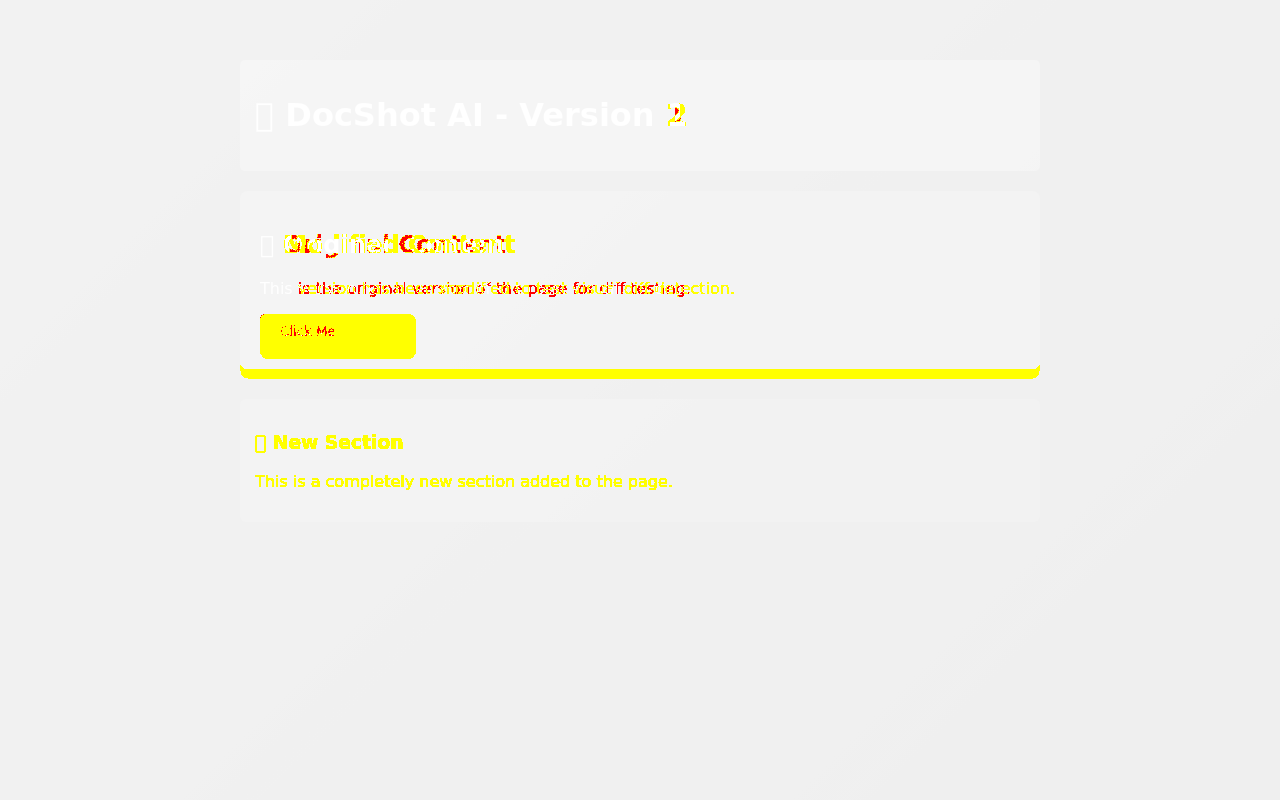 DocShot AI - Version 2
Content
This is the original version of the page for diff testing.
Click Me
New Section
This is a completely new section added to the page.